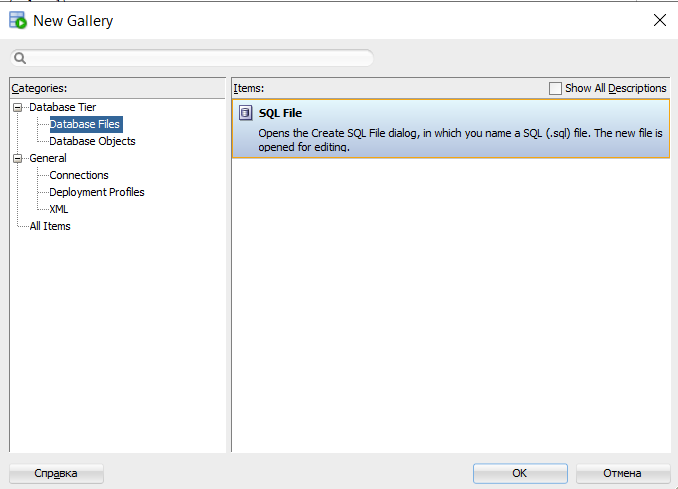 New Gallery
Categories:
Database Tier
Database Files
Database Objects
General
Connections
Deployment Profiles
XML
All Items
Items:
Show All Descriptions
SQL File
Opens the Create SQL File dialog, in which you name a SQL (.sql) file. The new file is
opened for editing.
Справка
OK
Отмена